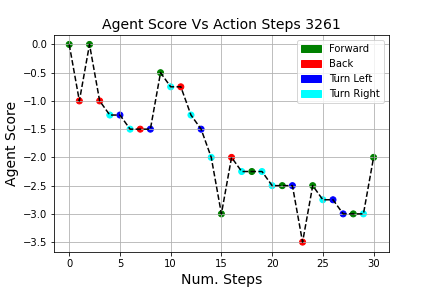 Agent Score Vs Action Steps 3261
Forward
Back
Turn Left
Turn Right
Agent Score
0.0
−0.5
−1.0
−1.5
−2.0
−2.5
−3.0
−3.5
0 5 10 15 20 25 30
Num. Steps